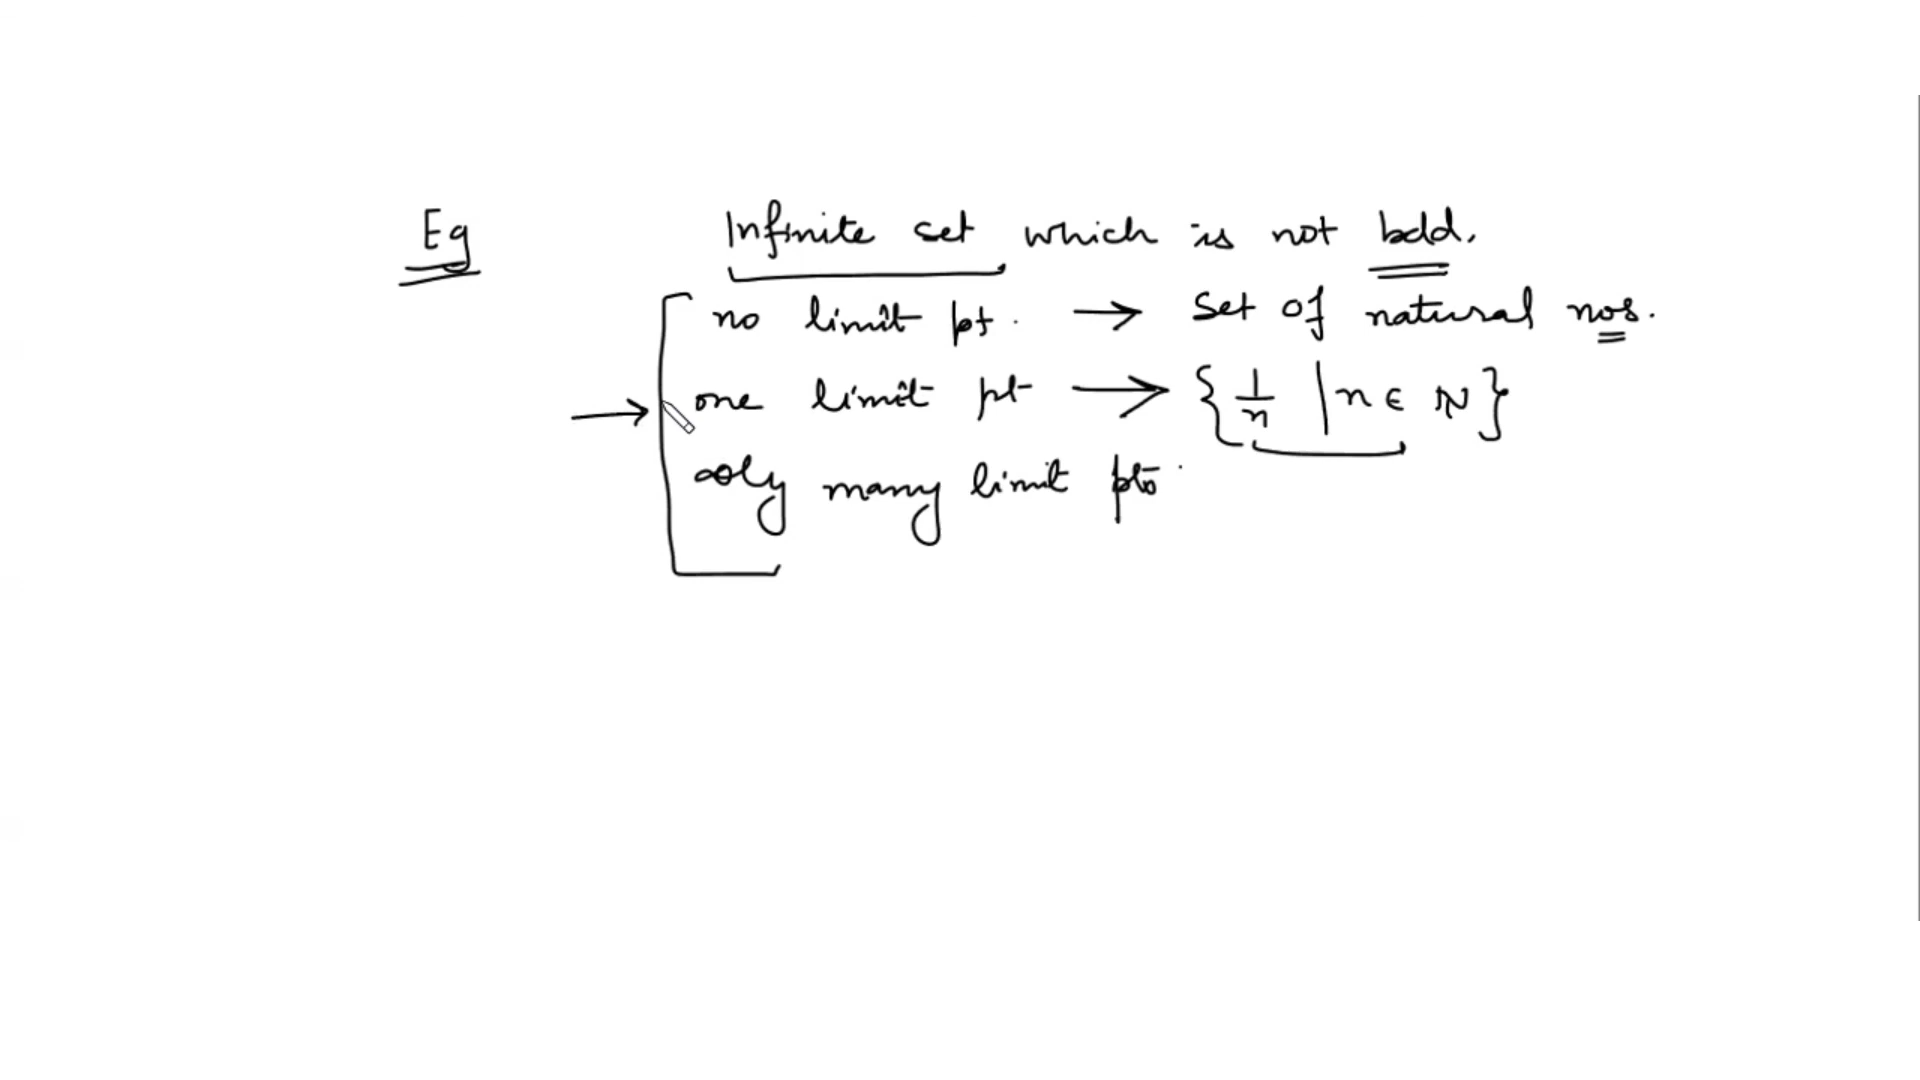 Eg Infinite set which is not bdd.
no limit pt. → Set of natural nos.
→ one limit pt → {1/n | n ∈ N}
∞ly many limit pts.